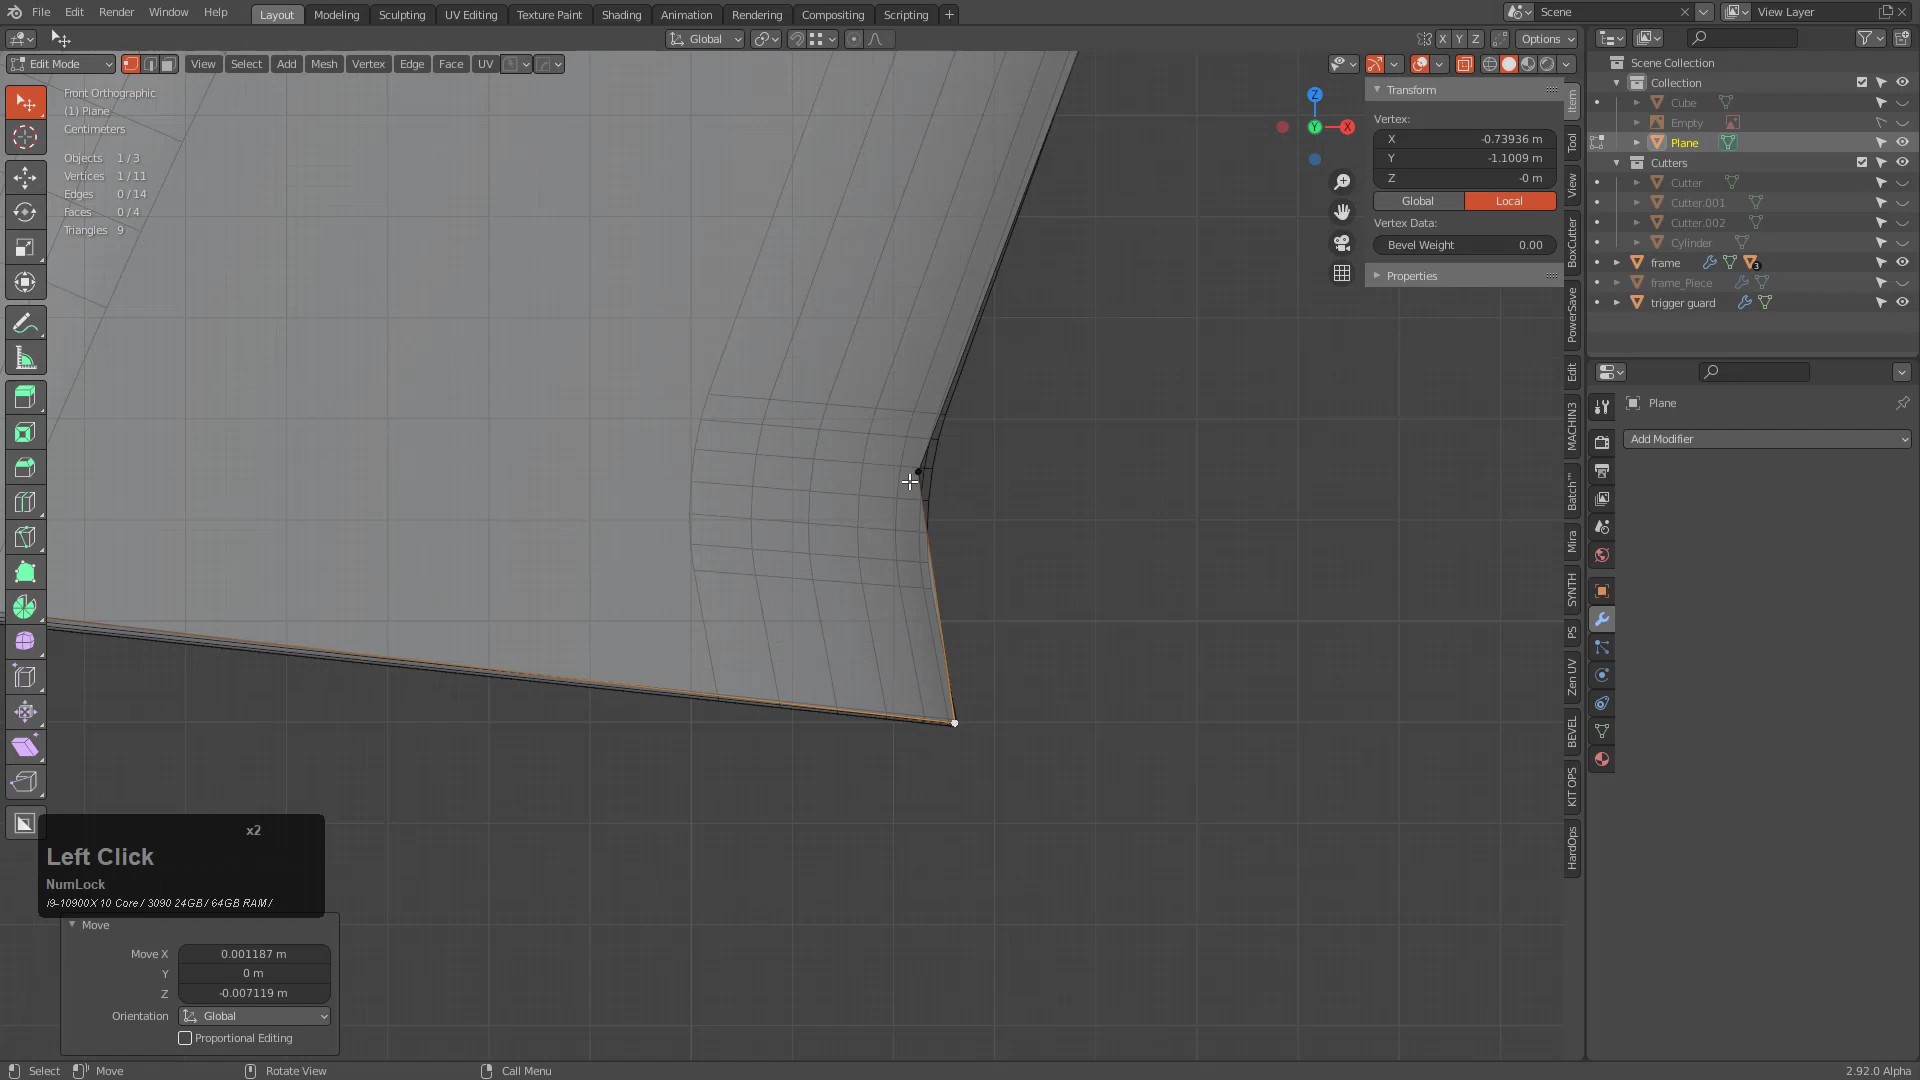 File Edit Render Window Help
Layout Modeling Sculpting UV Editing Texture Paint Shading Animation Rendering Compositing Scripting
Scene
View Layer
Global
X Y Z Options
Edit Mode
View Select Add Mesh Vertex Edge Face UV
Front Orthographic
(1) Plane
Centimeters
Objects 1 / 3
Vertices 1 / 11
Edges 0 / 14
Faces 0 / 4
Triangles 9
Z
Y
X
Transform
Vertex:
X -0.73936 m
Y -1.1009 m
Z -0 m
Global Local
Vertex Data:
Bevel Weight 0.00
Properties
Item
Tool
View
BoxCutter
PowerSave
Edit
MACHIN3
Batch™
Mira
SYNTH
PS
Zen UV
BEVEL
KIT OPS
HardOps
Scene Collection
Collection
Cube
Empty
Plane
Cutters
Cutter
Cutter.001
Cutter.002
Cylinder
frame 3
frame_Piece
trigger guard
Plane
Add Modifier
x2
Left Click
NumLock
i9-10900X 10 Core / 3090 24GB / 64GB RAM /
Move
Move X 0.001187 m
Y 0 m
Z -0.007119 m
Orientation Global
Proportional Editing
Select Move Rotate View Call Menu
2.92.0 Alpha